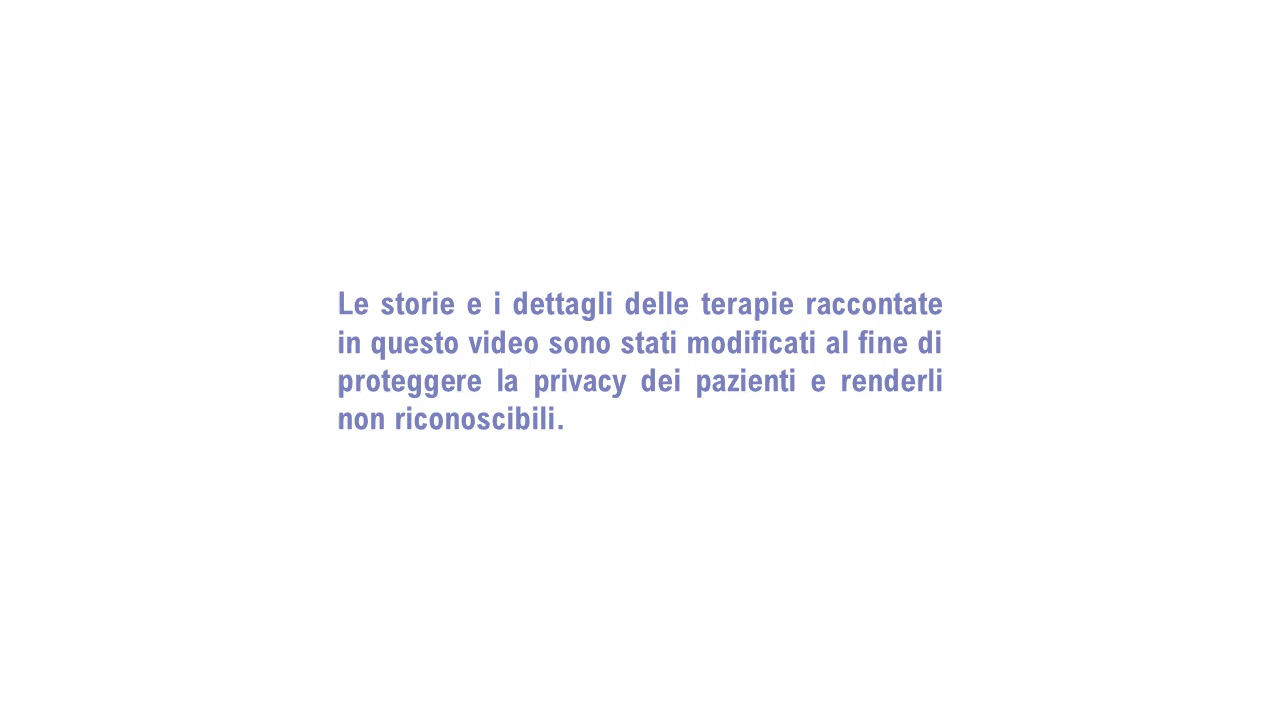 Le storie e i dettagli delle terapie raccontate
in questo video sono stati modificati al fine di
proteggere la privacy dei pazienti e renderli
non riconoscibili.